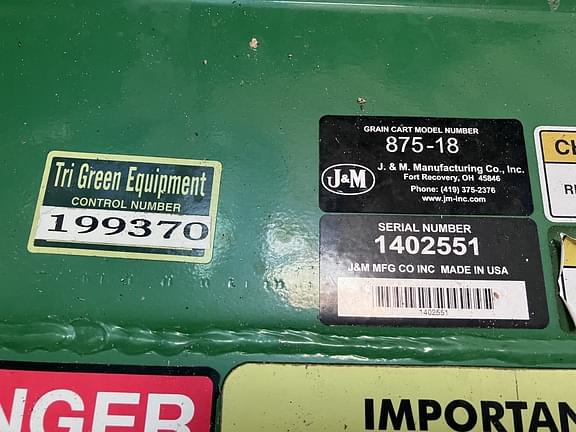 Tri Green Equipment
CONTROL NUMBER
199370
GRAIN CART MODEL NUMBER
875-18
J&M
J. & M. Manufacturing Co., Inc.
Fort Recovery, OH 45846
Phone: (419) 375-2376
www.jm-inc.com
SERIAL NUMBER
1402551
J&M MFG CO INC MADE IN USA
1402551
CH
RE
NGER
IMPORTAN